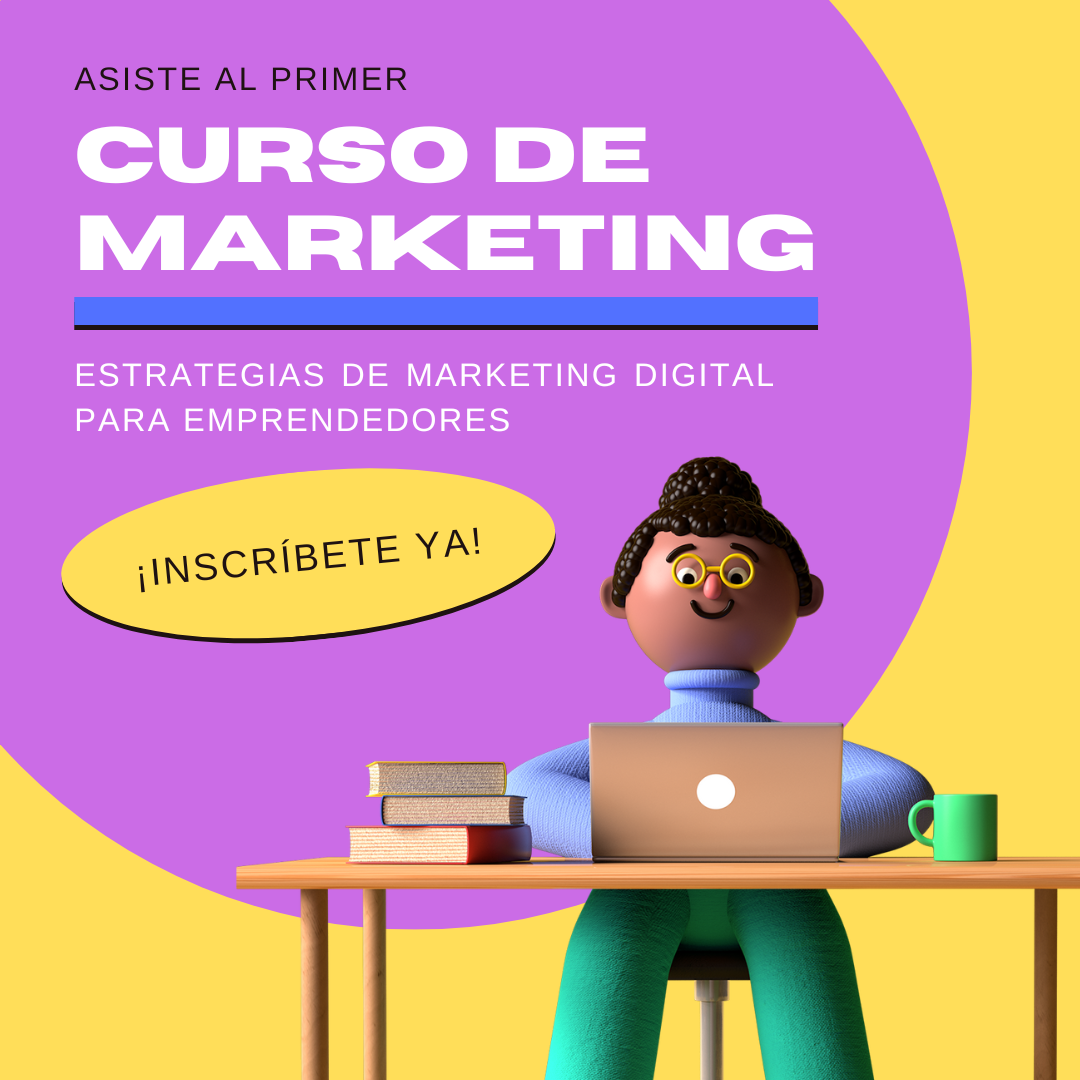 ASISTE AL PRIMER
CURSO DE
MARKETING
ESTRATEGIAS DE MARKETING DIGITAL
PARA EMPRENDEDORES
¡INSCRÍBETE YA!